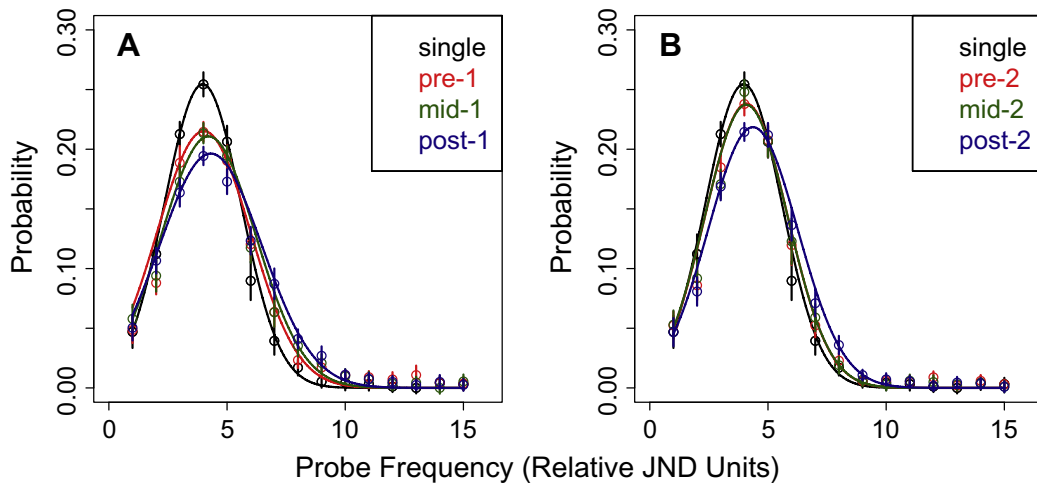 A
single
pre-1
mid-1
post-1
Probability
0.00 0.10 0.20 0.30
0 5 10 15
B
single
pre-2
mid-2
post-2
Probability
0.00 0.10 0.20 0.30
0 5 10 15
Probe Frequency (Relative JND Units)